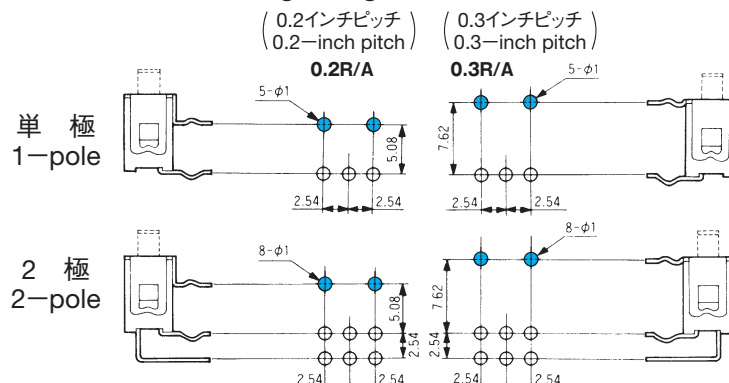 0.2インチピッチ
0.2－inch pitch
0.2R/A
0.3インチピッチ
0.3－inch pitch
0.3R/A
単　極
1－pole
5-φ1
5.08
2.54
2.54
5-φ1
7.62
2.54
2.54
2　極
2－pole
8-φ1
5.08
2.54
2.54
2.54
8-φ1
7.62
2.54
2.54
2.54